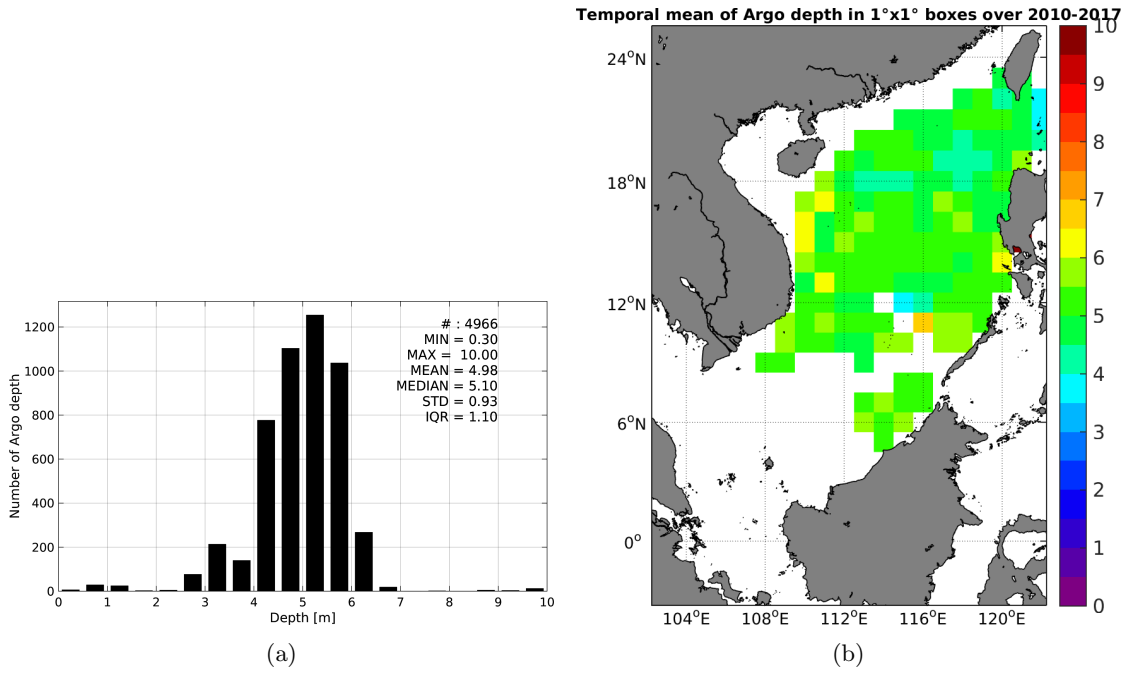 Temporal mean of Argo depth in 1°x1° boxes over 2010-2017
1200
1000
800
600
400
200
0
Number of Argo depth
# : 4966
MIN = 0.30
MAX = 10.00
MEAN = 4.98
MEDIAN = 5.10
STD = 0.93
IQR = 1.10
0 1 2 3 4 5 6 7 8 9 10
Depth [m]
(a)
24°N
18°N
12°N
6°N
0°
104°E 108°E 112°E 116°E 120°E
10
9
8
7
6
5
4
3
2
1
0
(b)